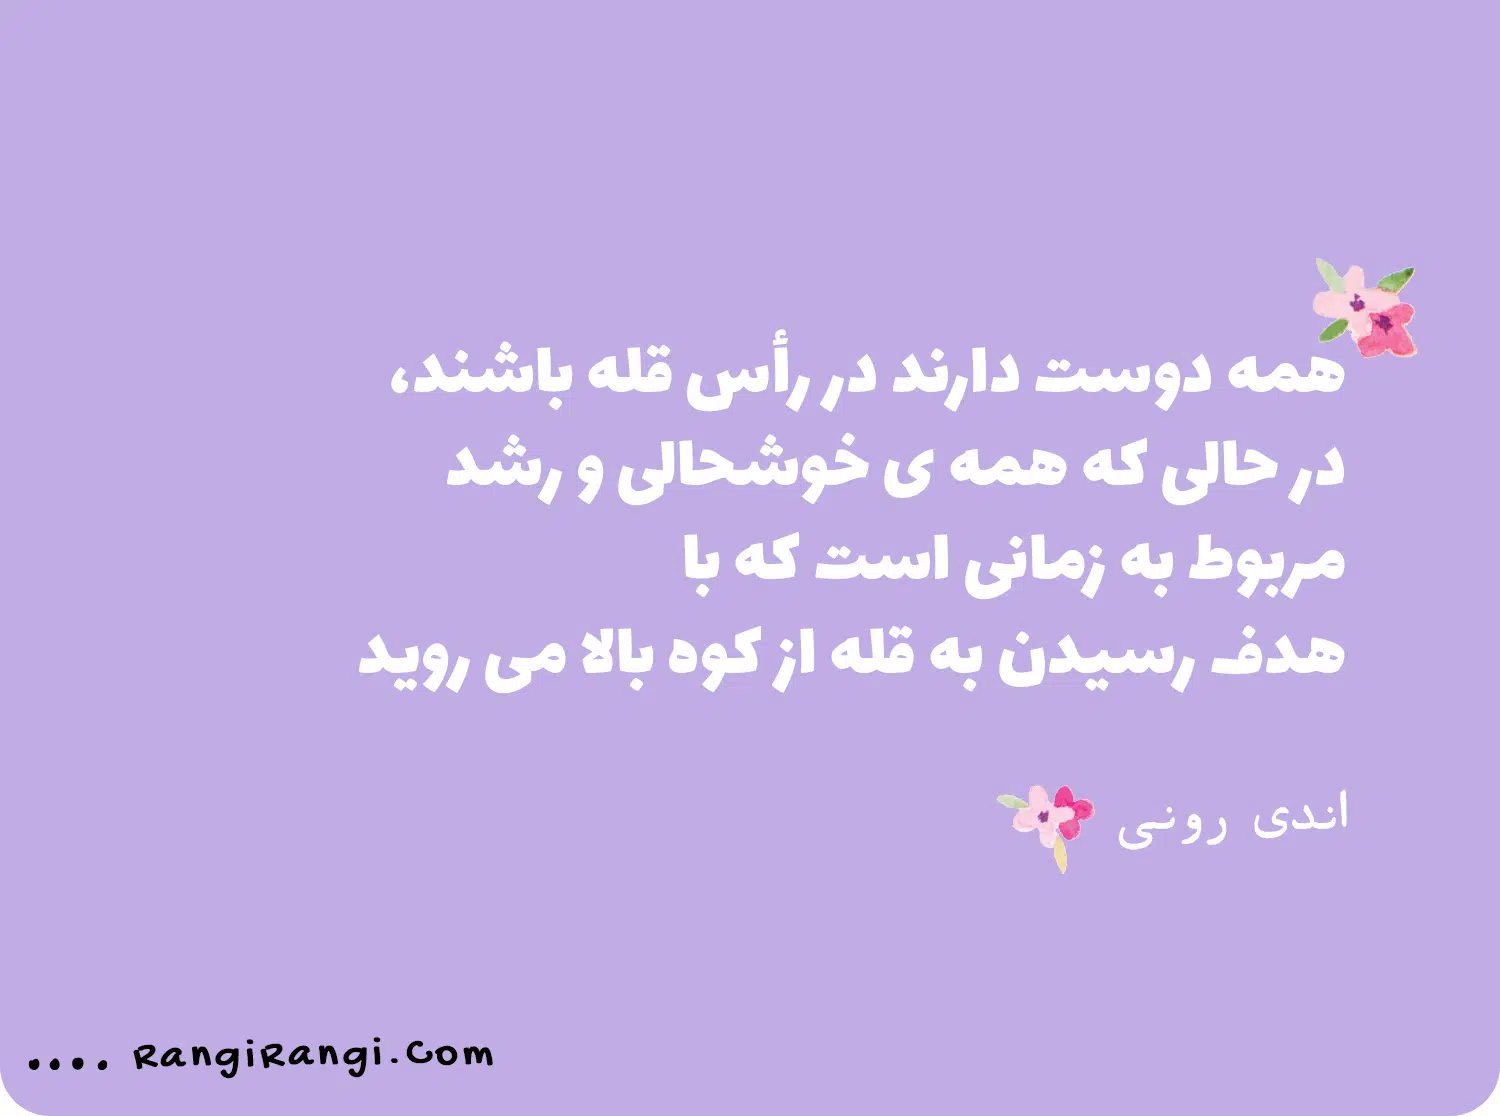 همه دوست دارند در رأس قله باشند،
در حالی که همه ی خوشحالی و رشد
مربوط به زمانی است که با
هدف رسیدن به قله از کوه بالا می روید
اندی رونی
.... RangiRangi.com